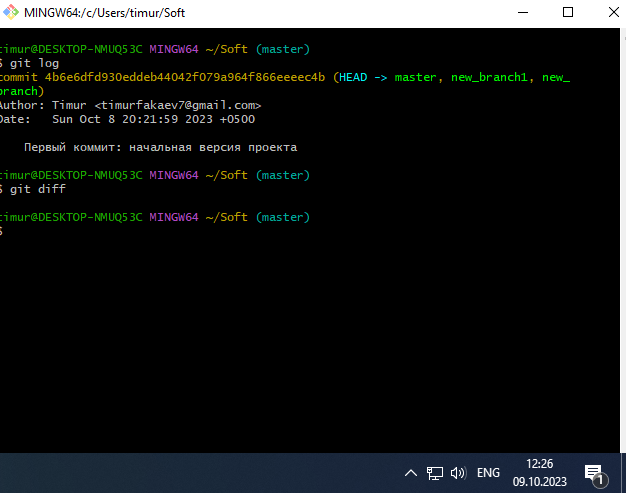 MINGW64:/c/Users/timur/Soft
timur@DESKTOP-NMUQ53C MINGW64 ~/Soft (master)
$ git log
commit 4b6e6dfd930eddeb44042f079a964f866eeeec4b (HEAD -> master, new_branch1, new_
branch)
Author: Timur <timurfakaev7@gmail.com>
Date:   Sun Oct 8 20:21:59 2023 +0500
Первый коммит: начальная версия проекта
timur@DESKTOP-NMUQ53C MINGW64 ~/Soft (master)
$ git diff
timur@DESKTOP-NMUQ53C MINGW64 ~/Soft (master)
$
ENG
12:26
09.10.2023
1